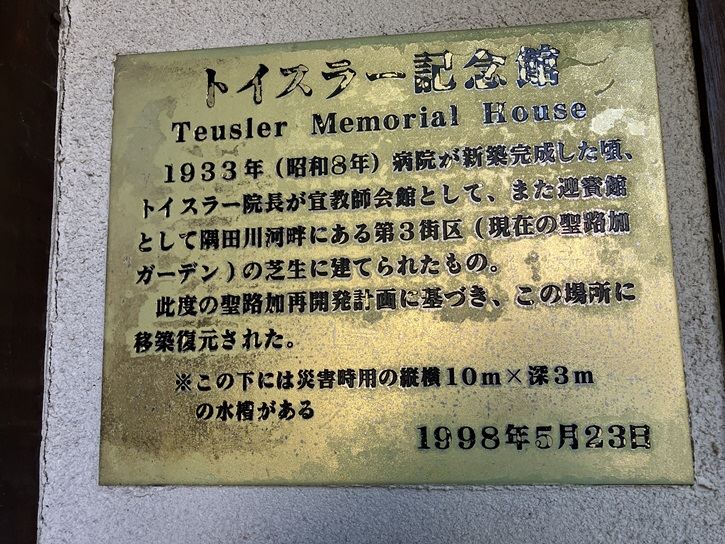 トイスラー記念館
Teusler Memorial House
1933年(昭和8年)病院が新築完成した頃、
トイスラー院長が宣教師会館として、また迎賓館
として隅田川河畔にある第3街区(現在の聖路加
ガーデン)の芝生に建てられたもの。
此度の聖路加再開発計画に基づき、この場所に
移築復元された。
※この下には災害時用の縦横10m×深3m
の水槽がある
1998年5月23日